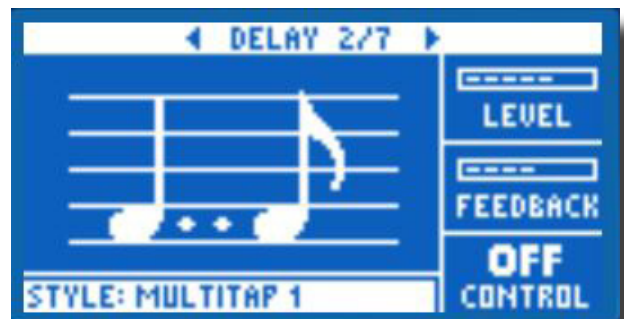 DELAY 2/7
LEVEL
FEEDBACK
OFF
CONTROL
STYLE: MULTITAP 1